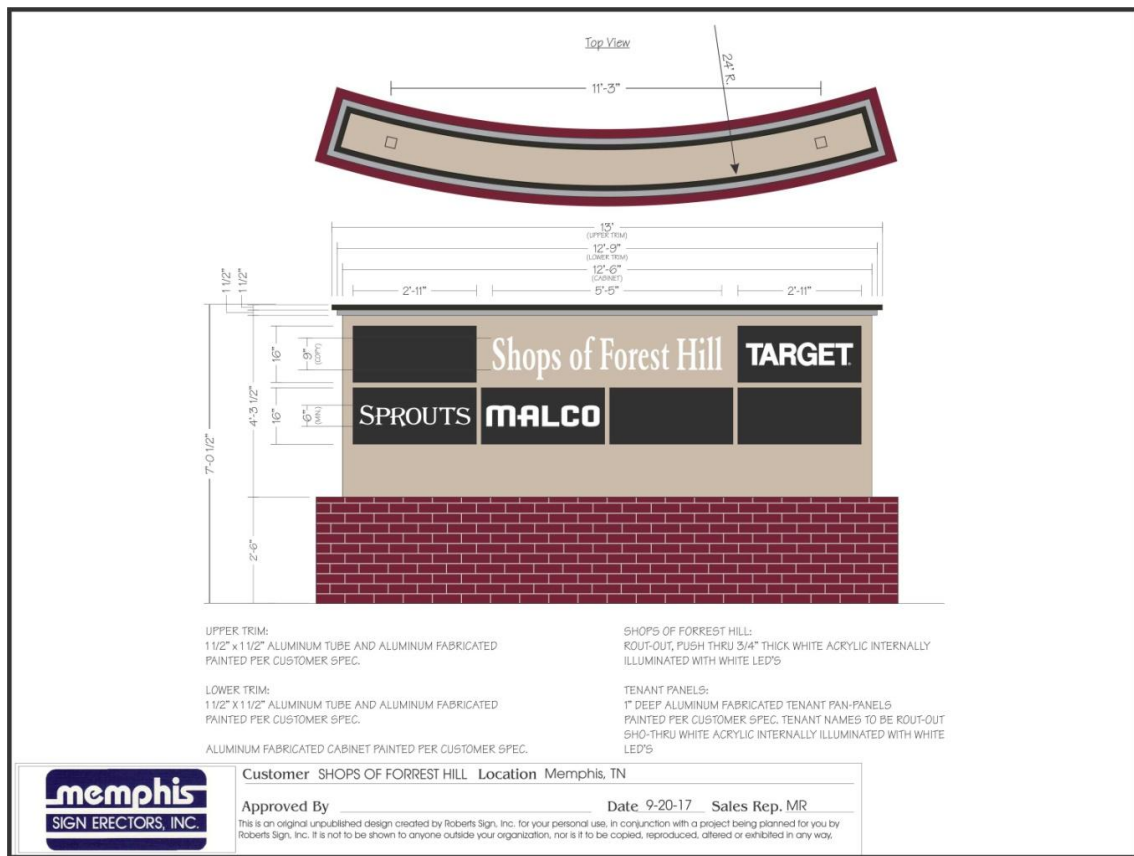 Top View
24' R.
11'-3"
13'
(UPPER TRIM)
12'-9"
(LOWER TRIM)
12'-6"
(CABINET)
2'-11"
5'-5"
2'-11"
1 1/2"
1 1/2"
16"
9"
(COPY)
Shops of Forest Hill
TARGET
16"
6"
(MIN.)
SPROUTS
MALCO
4'-3 1/2"
7'-0 1/2"
2'-6"
UPPER TRIM:
1 1/2" x 1 1/2" ALUMINUM TUBE AND ALUMINUM FABRICATED
PAINTED PER CUSTOMER SPEC.
LOWER TRIM:
1 1/2" X 1 1/2" ALUMINUM TUBE AND ALUMINUM FABRICATED
PAINTED PER CUSTOMER SPEC.
ALUMINUM FABRICATED CABINET PAINTED PER CUSTOMER SPEC.
SHOPS OF FORREST HILL:
ROUT-OUT, PUSH THRU 3/4" THICK WHITE ACRYLIC INTERNALLY
ILLUMINATED WITH WHITE LED'S
TENANT PANELS:
1" DEEP ALUMINUM FABRICATED TENANT PAN-PANELS
PAINTED PER CUSTOMER SPEC. TENANT NAMES TO BE ROUT-OUT
SHO-THRU WHITE ACRYLIC INTERNALLY ILLUMINATED WITH WHITE
LED'S
memphis
SIGN ERECTORS, INC.
Customer SHOPS OF FORREST HILL Location Memphis, TN
Approved By Date 9-20-17 Sales Rep. MR
This is an original unpublished design created by Roberts Sign, Inc. for your personal use, in conjunction with a project being planned for you by
Roberts Sign, Inc. It is not to be shown to anyone outside your organization, nor is it to be copied, reproduced, altered or exhibited in any way.